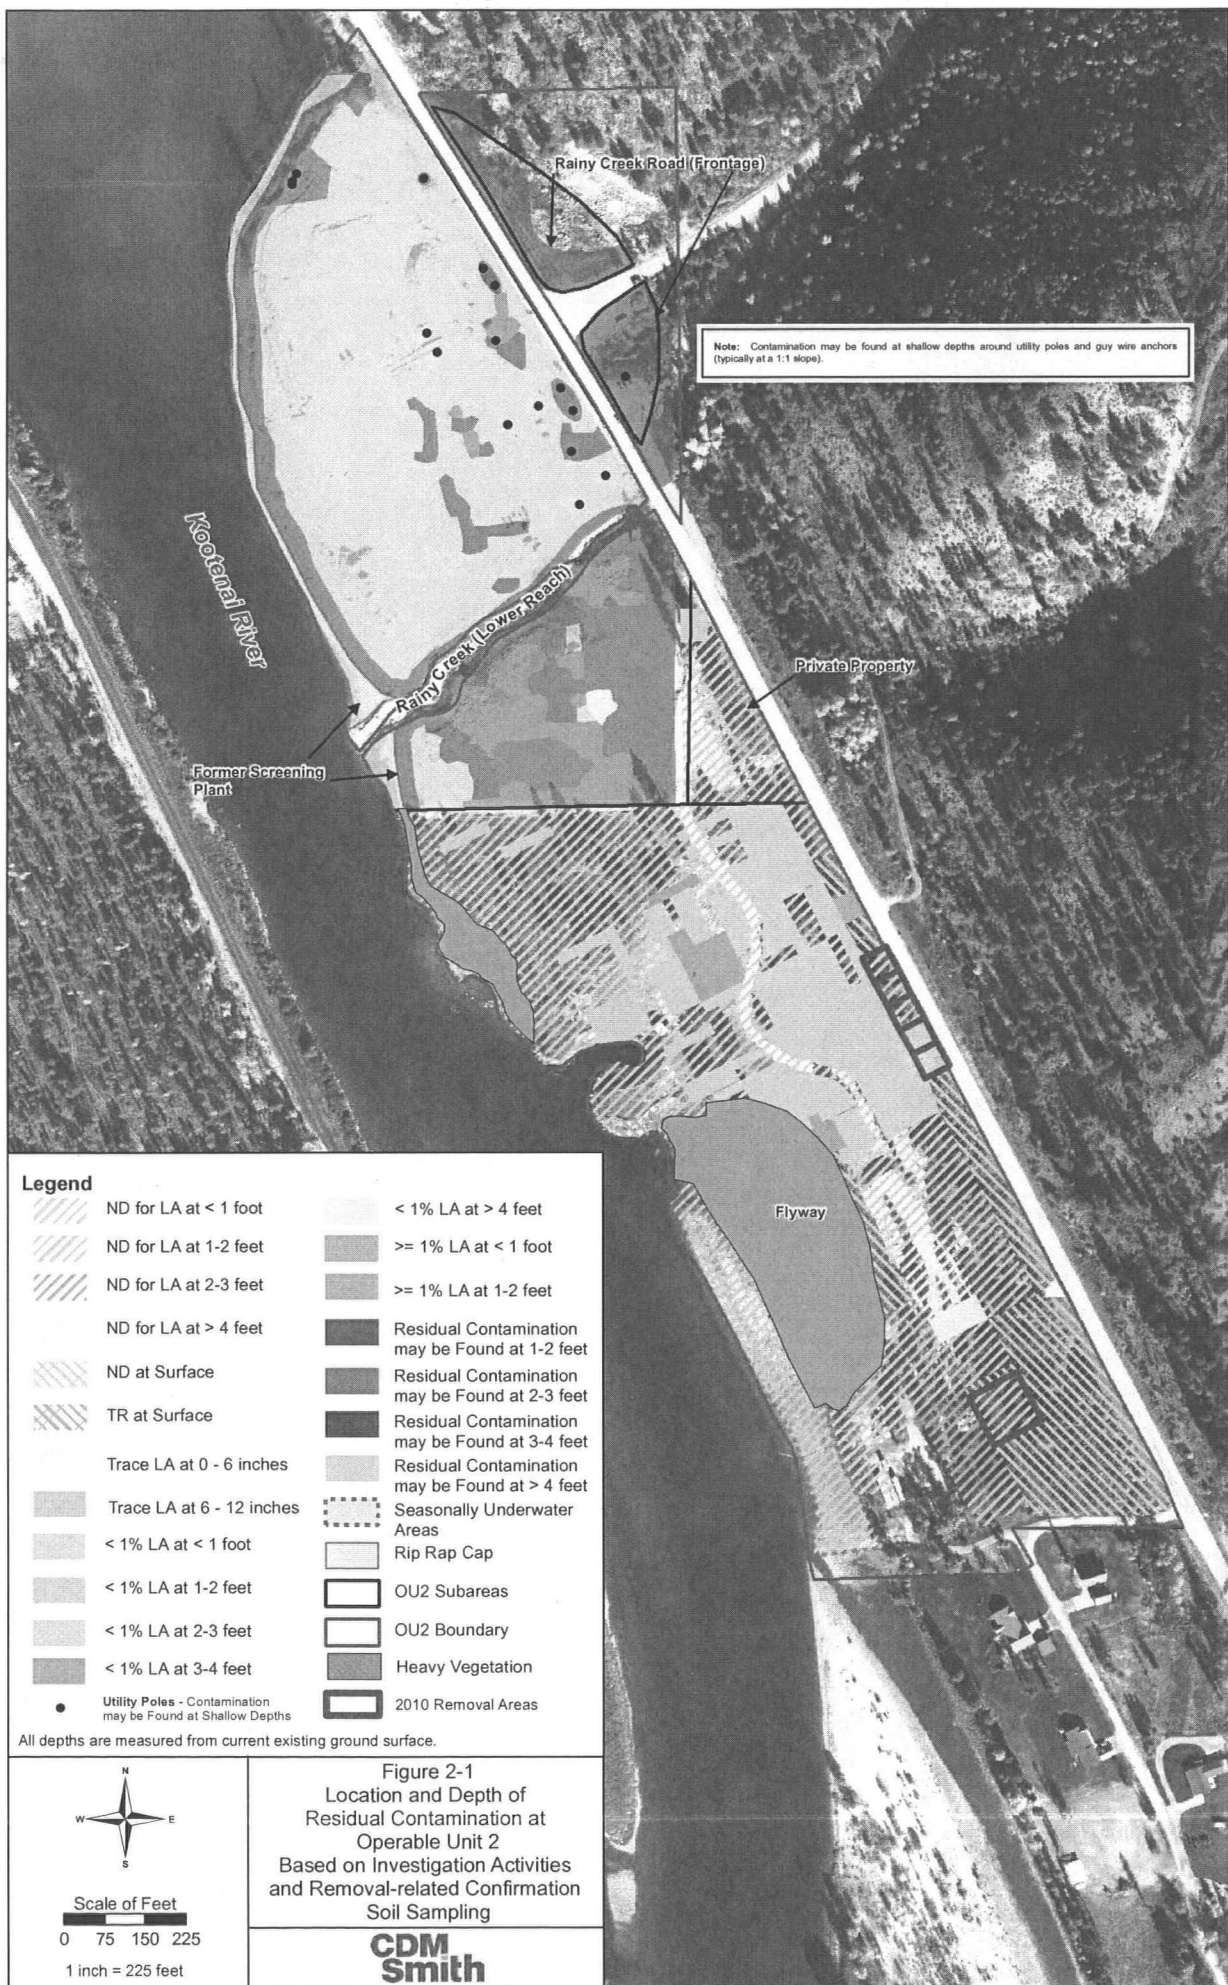 Rainy Creek Road (Frontage)
Note: Contamination may be found at shallow depths around utility poles and guy wire anchors
(typically at a 1:1 slope).
Kootenai River
Rainy Creek (Lower Reach)
Private Property
Former Screening
Plant
Flyway
Legend
ND for LA at < 1 foot
ND for LA at 1-2 feet
ND for LA at 2-3 feet
ND for LA at > 4 feet
ND at Surface
TR at Surface
Trace LA at 0 - 6 inches
Trace LA at 6 - 12 inches
< 1% LA at < 1 foot
< 1% LA at 1-2 feet
< 1% LA at 2-3 feet
< 1% LA at 3-4 feet
Utility Poles - Contamination
may be Found at Shallow Depths
< 1% LA at > 4 feet
>= 1% LA at < 1 foot
>= 1% LA at 1-2 feet
Residual Contamination
may be Found at 1-2 feet
Residual Contamination
may be Found at 2-3 feet
Residual Contamination
may be Found at 3-4 feet
Residual Contamination
may be Found at > 4 feet
Seasonally Underwater
Areas
Rip Rap Cap
OU2 Subareas
OU2 Boundary
Heavy Vegetation
2010 Removal Areas
All depths are measured from current existing ground surface.
N
W E
S
Scale of Feet
0 75 150 225
1 inch = 225 feet
Figure 2-1
Location and Depth of
Residual Contamination at
Operable Unit 2
Based on Investigation Activities
and Removal-related Confirmation
Soil Sampling
CDM
Smith